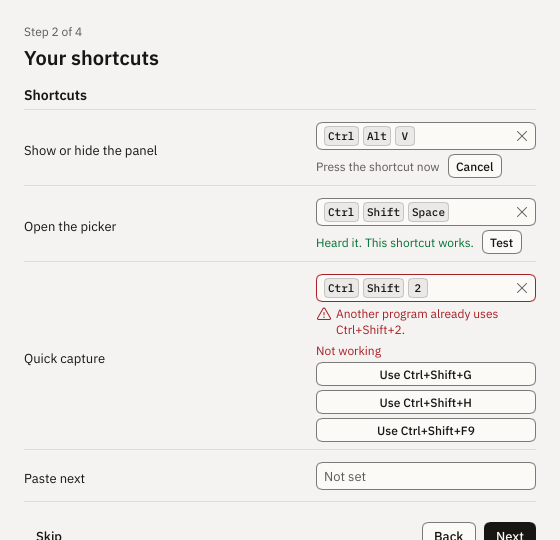 Step 2 of 4
Your shortcuts
Shortcuts
Show or hide the panel
Ctrl Alt V
Press the shortcut now Cancel
Open the picker
Ctrl Shift Space
Heard it. This shortcut works. Test
Quick capture
Ctrl Shift 2
Another program already uses
Ctrl+Shift+2.
Not working
Use Ctrl+Shift+G
Use Ctrl+Shift+H
Use Ctrl+Shift+F9
Paste next
Not set
Skip Back Next